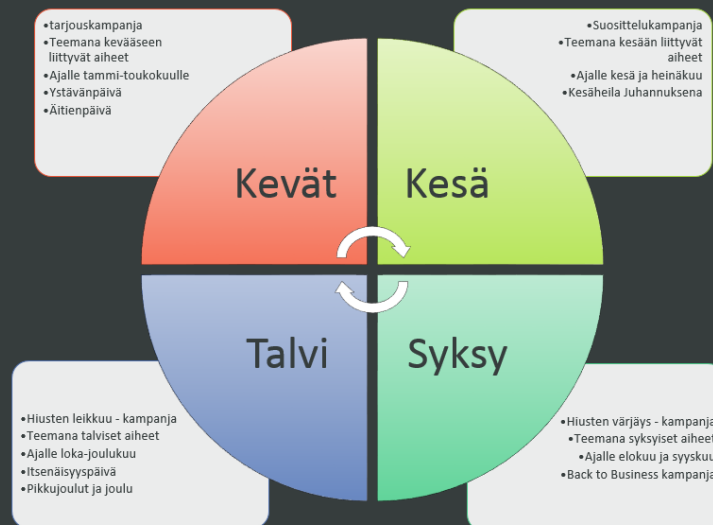 •tarjouskampanja
•Teemana kevääseen
liittyvät aiheet
•Ajalle tammi-toukokuulle
•Ystävänpäivä
•Äitienpäivä
•Suosittelukampanja
•Teemana kesään liittyvät
aiheet
•Ajalle kesä ja heinäkuu
•Kesäheila Juhannuksena
Kevät
Kesä
Talvi
Syksy
•Hiusten leikkuu - kampanja
•Teemana talviset aiheet
•Ajalle loka-joulukuu
•Itsenäisyyspäivä
•Pikkujoulut ja joulu
•Hiusten värjäys - kampanja
•Teemana syksyiset aiheet
•Ajalle elokuu ja syyskuu
•Back to Business kampanja